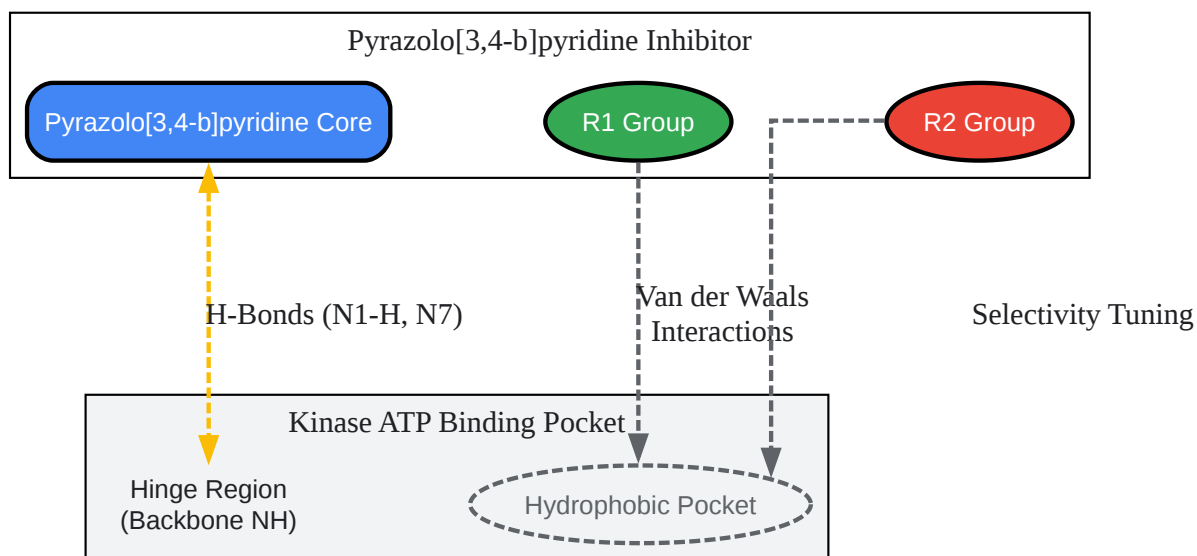 Pyrazolo[3,4-b]pyridine Inhibitor
Pyrazolo[3,4-b]pyridine Core
R1 Group
R2 Group
H-Bonds (N1-H, N7)
Van der Waals
Interactions
Selectivity Tuning
Kinase ATP Binding Pocket
Hinge Region
(Backbone NH)
Hydrophobic Pocket